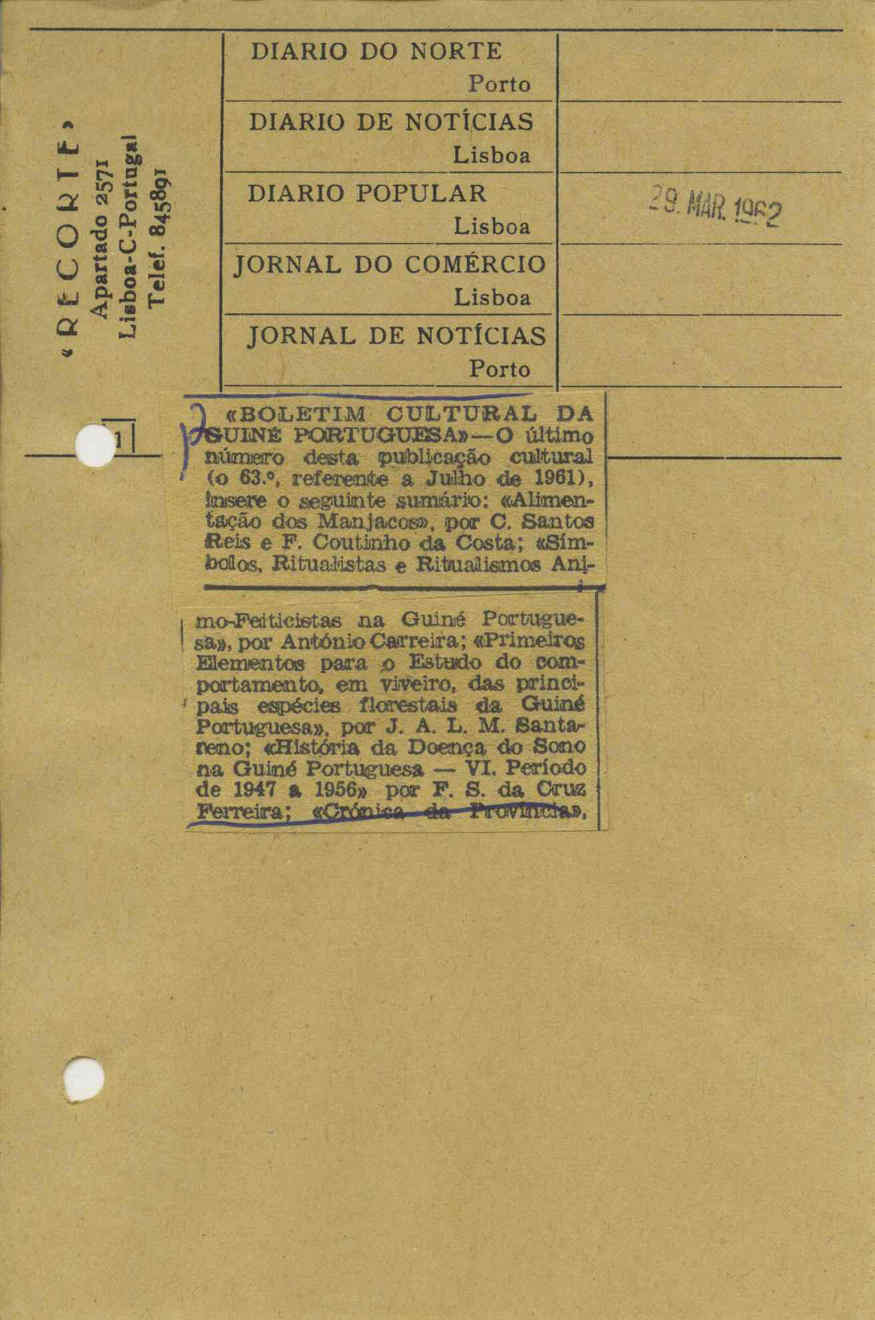 «RECORTE»
Apartado 2571
Lisboa-C-Portugal
Telef. 845891
DIARIO DO NORTE
Porto
DIARIO DE NOTÍCIAS
Lisboa
DIARIO POPULAR
Lisboa
29. MAR. 1962
JORNAL DO COMÉRCIO
Lisboa
JORNAL DE NOTÍCIAS
Porto
«BOLETIM CULTURAL DA
GUINÉ PORTUGUESA»—O último
número desta publicação cultural
(o 63.º, referente a Julho de 1961),
insere o seguinte sumário: «Alimen-
tação dos Manjacos», por C. Santos
Reis e F. Coutinho da Costa; «Sím-
bolos, Ritualistas e Ritualismos Ani-
mo-Feiticistas na Guiné Portugue-
sa», por António Carreira; «Primeiros
Elementos para o Estudo do com-
portamento, em viveiro, das princi-
pais espécies florestais da Guiné
Portuguesa», por J. A. L. M. Santa-
reno; «História da Doença do Sono
na Guiné Portuguesa — VI. Período
de 1947 a 1956» por F. S. da Cruz
Ferreira; «Crónica da Província»,